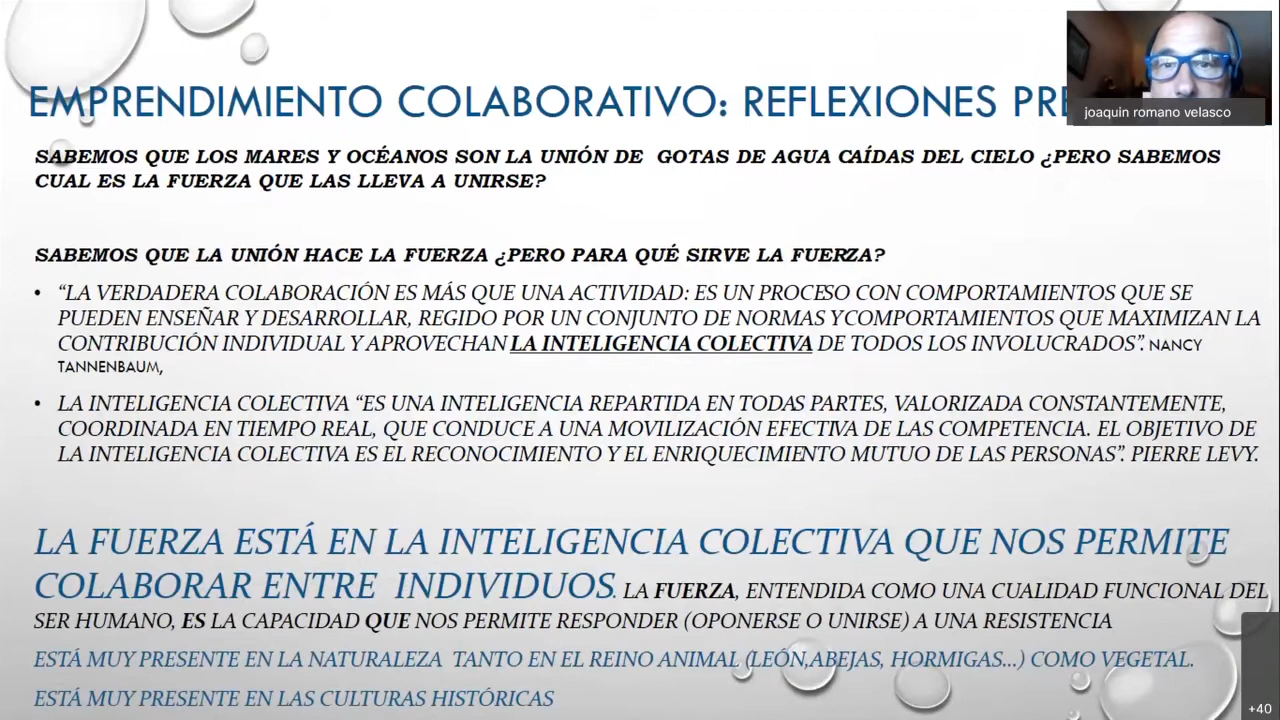 EMPRENDIMIENTO COLABORATIVO: REFLEXIONES PRE
joaquin romano velasco
SABEMOS QUE LOS MARES Y OCÉANOS SON LA UNIÓN DE GOTAS DE AGUA CAÍDAS DEL CIELO ¿PERO SABEMOS
CUAL ES LA FUERZA QUE LAS LLEVA A UNIRSE?
SABEMOS QUE LA UNIÓN HACE LA FUERZA ¿PERO PARA QUÉ SIRVE LA FUERZA?
• “LA VERDADERA COLABORACIÓN ES MÁS QUE UNA ACTIVIDAD: ES UN PROCESO CON COMPORTAMIENTOS QUE SE
PUEDEN ENSEÑAR Y DESARROLLAR, REGIDO POR UN CONJUNTO DE NORMAS Y COMPORTAMIENTOS QUE MAXIMIZAN LA
CONTRIBUCIÓN INDIVIDUAL Y APROVECHAN LA INTELIGENCIA COLECTIVA DE TODOS LOS INVOLUCRADOS”. NANCY
TANNENBAUM,
• LA INTELIGENCIA COLECTIVA “ES UNA INTELIGENCIA REPARTIDA EN TODAS PARTES, VALORIZADA CONSTANTEMENTE,
COORDINADA EN TIEMPO REAL, QUE CONDUCE A UNA MOVILIZACIÓN EFECTIVA DE LAS COMPETENCIA. EL OBJETIVO DE
LA INTELIGENCIA COLECTIVA ES EL RECONOCIMIENTO Y EL ENRIQUECIMIENTO MUTUO DE LAS PERSONAS”. PIERRE LEVY.
LA FUERZA ESTÁ EN LA INTELIGENCIA COLECTIVA QUE NOS PERMITE
COLABORAR ENTRE INDIVIDUOS. LA FUERZA, ENTENDIDA COMO UNA CUALIDAD FUNCIONAL DEL
SER HUMANO, ES LA CAPACIDAD QUE NOS PERMITE RESPONDER (OPONERSE O UNIRSE) A UNA RESISTENCIA
ESTÁ MUY PRESENTE EN LA NATURALEZA TANTO EN EL REINO ANIMAL (LEÓN,ABEJAS, HORMIGAS...) COMO VEGETAL.
ESTÁ MUY PRESENTE EN LAS CULTURAS HISTÓRICAS
+40